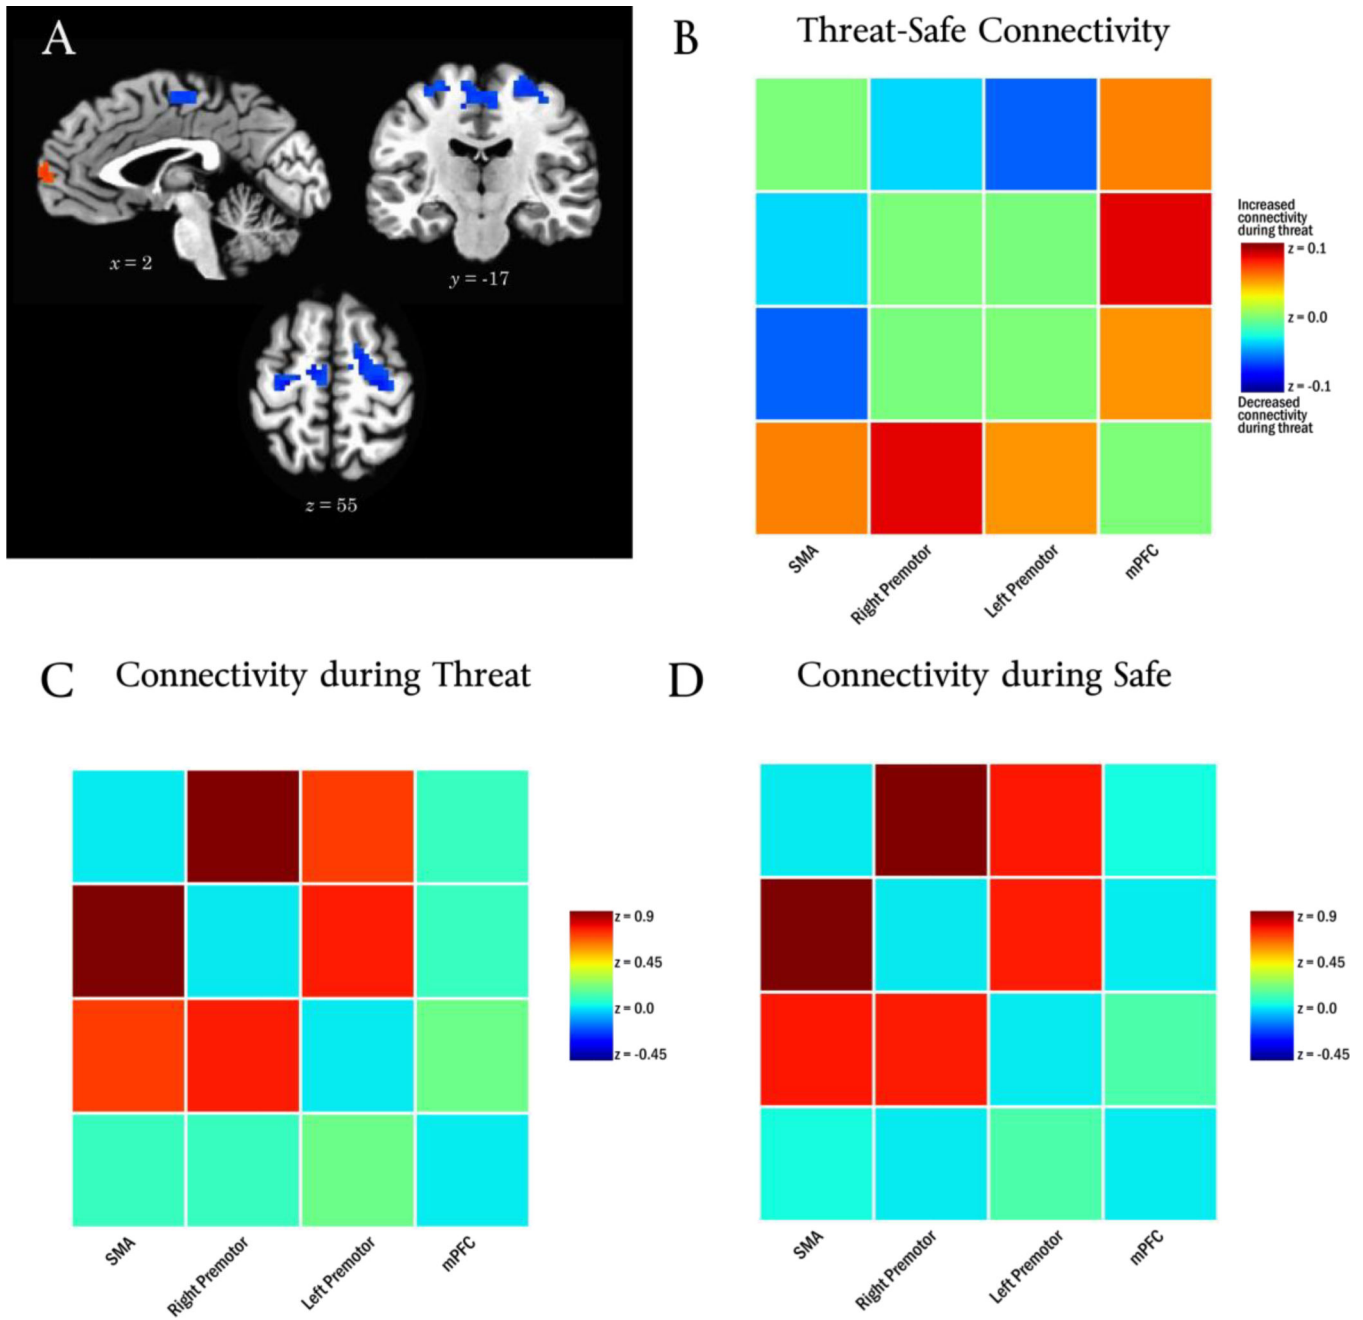 A
x = 2
y = -17
z = 55
B
Threat-Safe Connectivity
Increased
connectivity
during threat
z = 0.1
z = 0.0
z = -0.1
Decreased
connectivity
during threat
SMA
Right Premotor
Left Premotor
mPFC
C
Connectivity during Threat
z = 0.9
z = 0.45
z = 0.0
z = -0.45
SMA
Right Premotor
Left Premotor
mPFC
D
Connectivity during Safe
z = 0.9
z = 0.45
z = 0.0
z = -0.45
SMA
Right Premotor
Left Premotor
mPFC